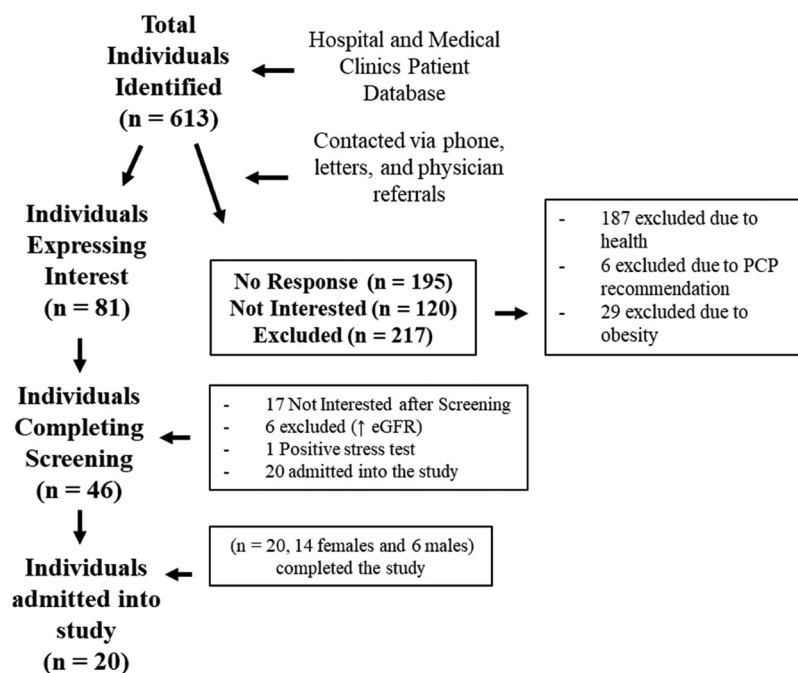 Total
Individuals
Identified
(n = 613)
Hospital and Medical
Clinics Patient
Database
Contacted via phone,
letters, and physician
referrals
Individuals
Expressing
Interest
(n = 81)
No Response (n = 195)
Not Interested (n = 120)
Excluded (n = 217)
- 187 excluded due to
health
- 6 excluded due to PCP
recommendation
- 29 excluded due to
obesity
Individuals
Completing
Screening
(n = 46)
- 17 Not Interested after Screening
- 6 excluded (↑ eGFR)
- 1 Positive stress test
- 20 admitted into the study
Individuals
admitted into
study
(n = 20)
(n = 20, 14 females and 6 males)
completed the study